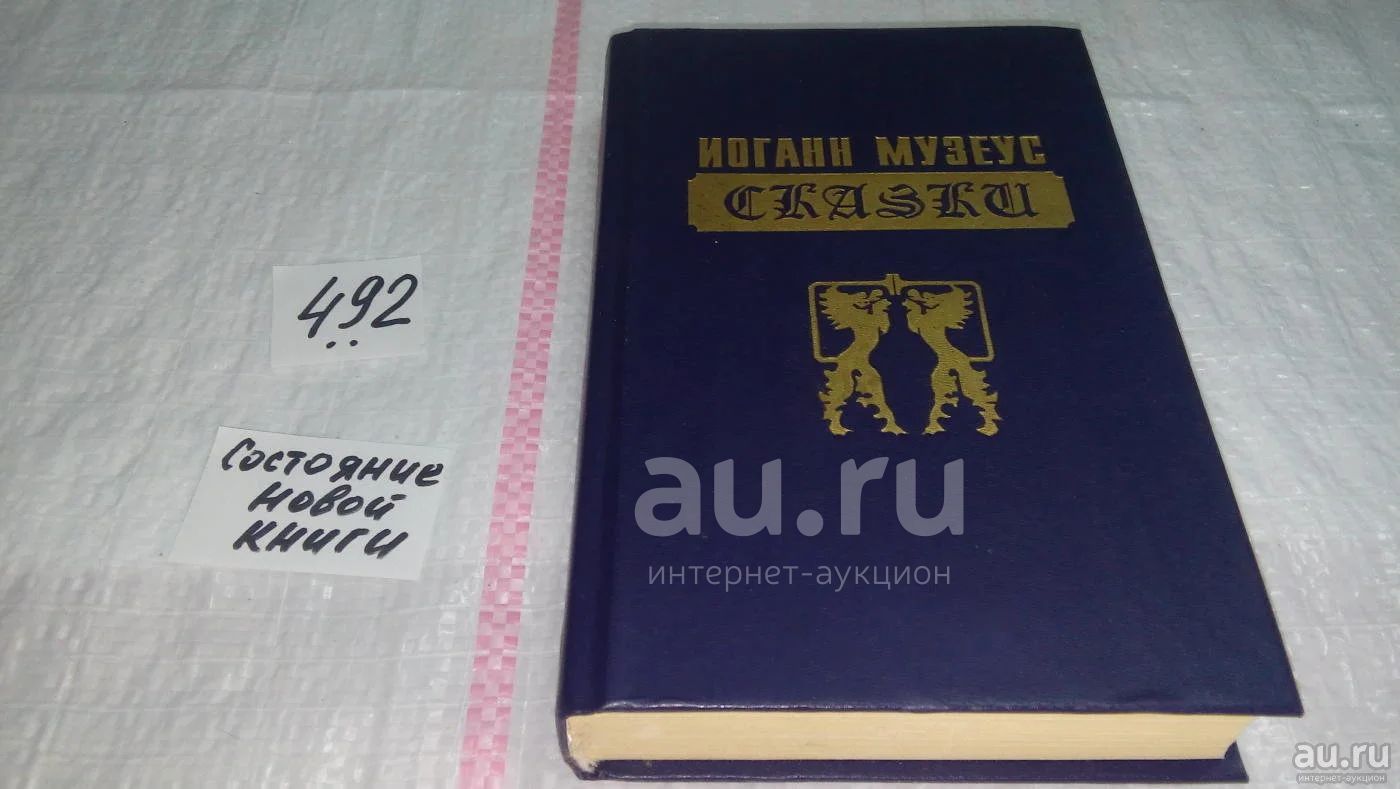 ИОГАНН МУЗЕУС
СКАЗКИ
492
Состояние
новой
книги
au.ru
интернет-аукцион
au.ru
интернет-аукцион